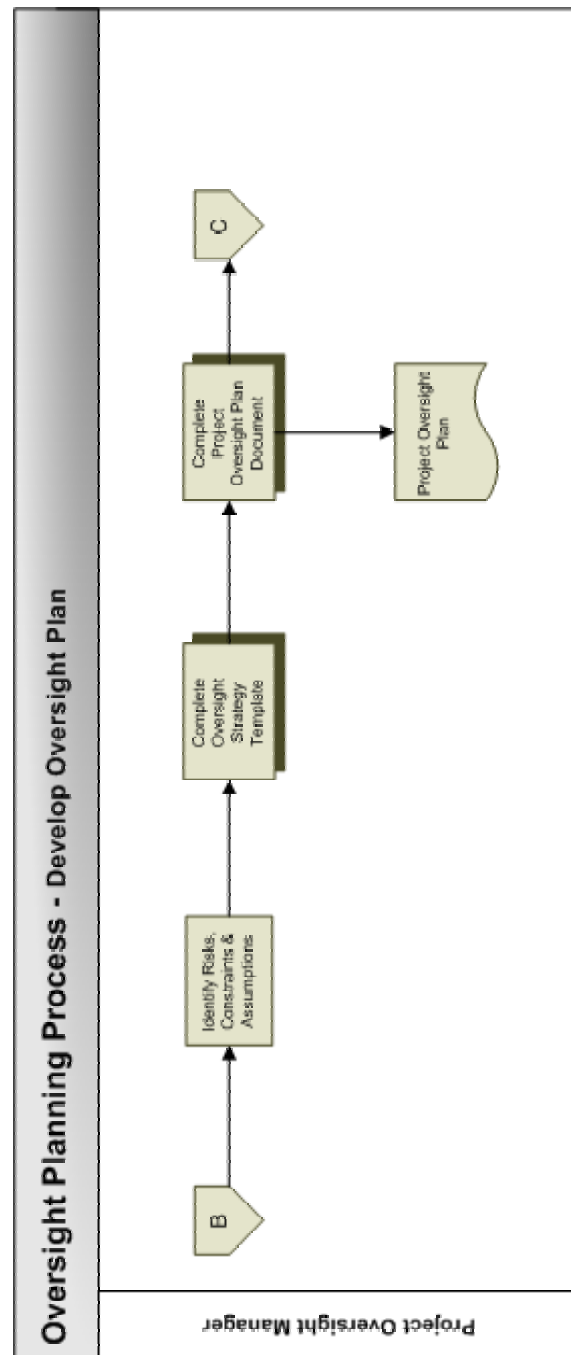 Oversight Planning Process - Develop Oversight Plan
Project Oversight Manager
B
Identify Risks,
Constraints &
Assumptions
Complete
Oversight
Strategy
Template
Complete
Project
Oversight Plan
Document
C
Project Oversight
Plan